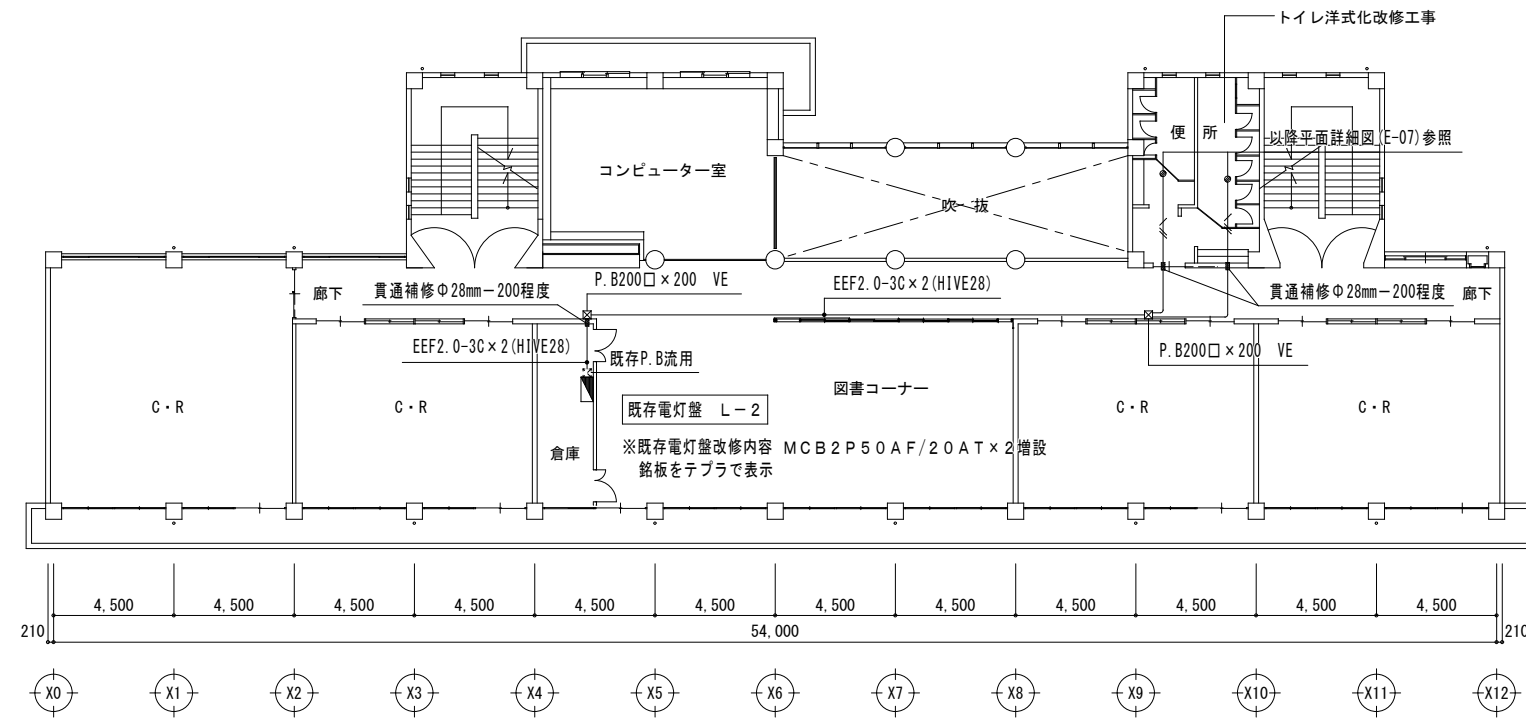 トイレ洋式化改修工事
便 所
以降平面詳細図(E-07)参照
コンピューター室
吹 抜
廊下
貫通補修Φ28mm-200程度
P.B200□×200 VE
EEF2.0-3C×2(HIVE28)
貫通補修Φ28mm-200程度
廊下
EEF2.0-3C×2(HIVE28)
既存P.B流用
P.B200□×200 VE
図書コーナー
C・R
C・R
既存電灯盤 L-2
C・R
C・R
倉庫
※既存電灯盤改修内容 MCB2P50AF/20AT×2増設
銘板をテプラで表示
4,500 4,500 4,500 4,500 4,500 4,500 4,500 4,500 4,500 4,500 4,500 4,500
210 54,000 210
X0 X1 X2 X3 X4 X5 X6 X7 X8 X9 X10 X11 X12